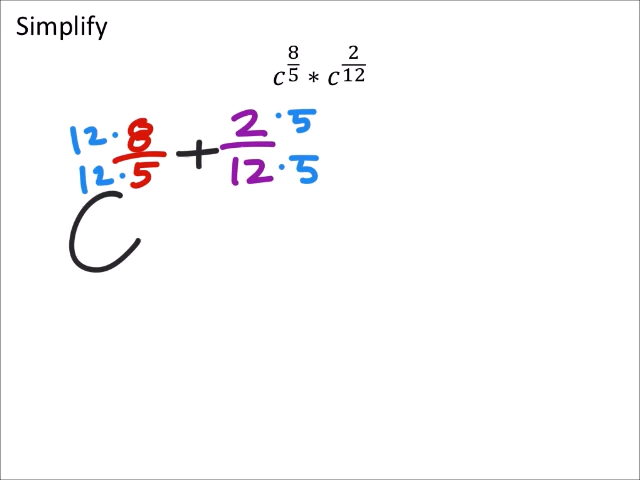 Simplify
c^{8/5} * c^{2/12}
12 · 8 / 12 · 5 + 2 · 5 / 12 · 5
C